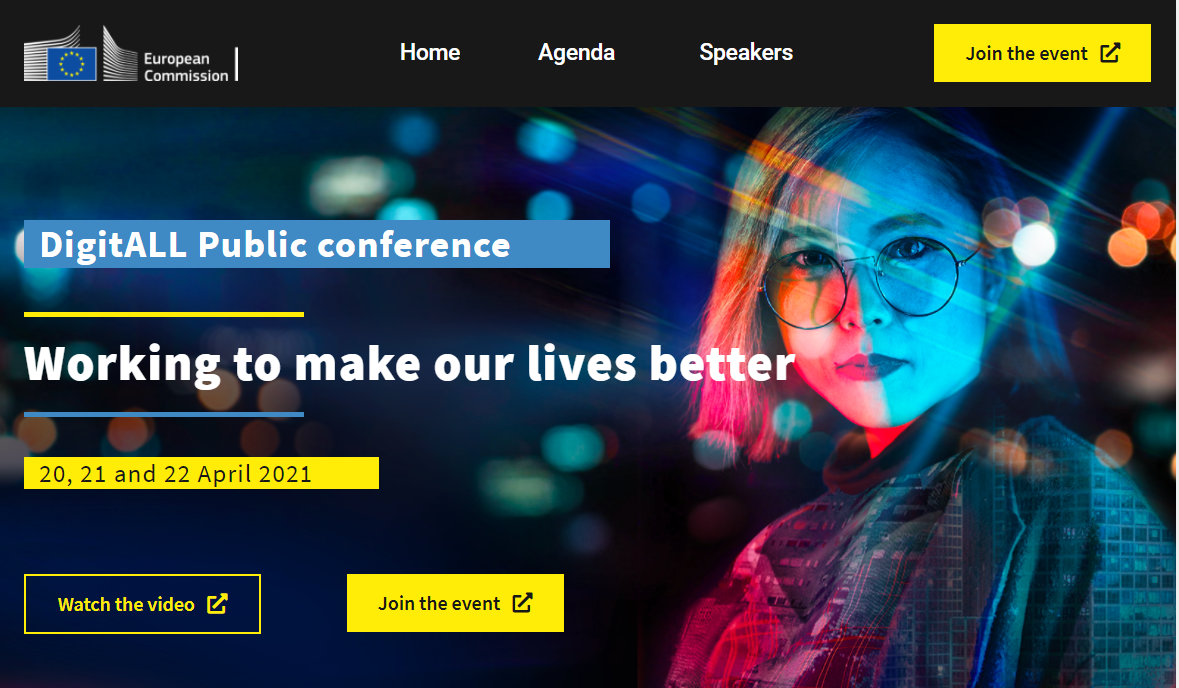 European
Commission
Home
Agenda
Speakers
Join the event
DigitALL Public conference
Working to make our lives better
20, 21 and 22 April 2021
Watch the video
Join the event